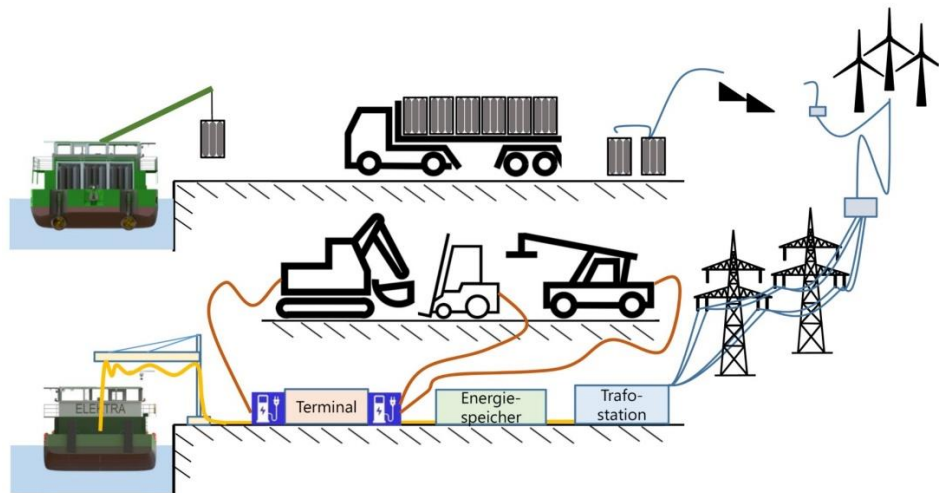 ELEKTRA
Terminal
Energie-
speicher
Trafo-
station